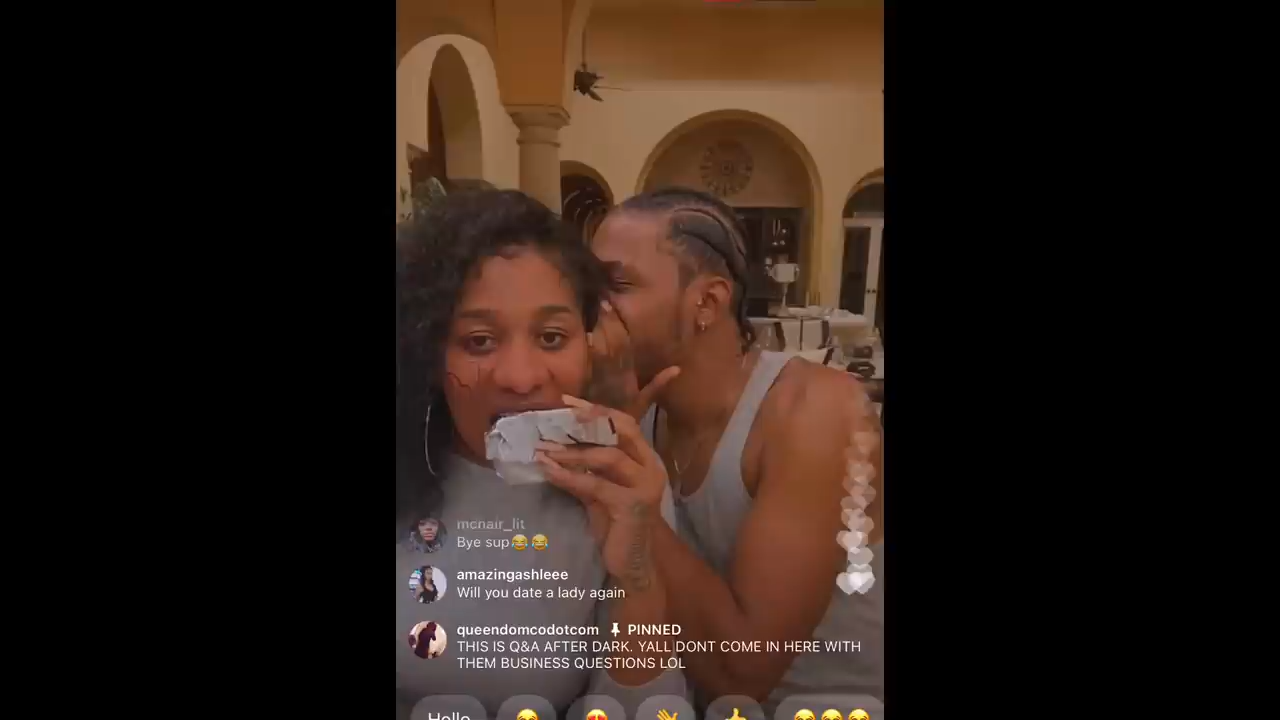 mcnair_lit
Bye sup😂😂
amazingashleee
Will you date a lady again
queendomcodotcom PINNED
THIS IS Q&A AFTER DARK. YALL DONT COME IN HERE WITH
THEM BUSINESS QUESTIONS LOL
Hello